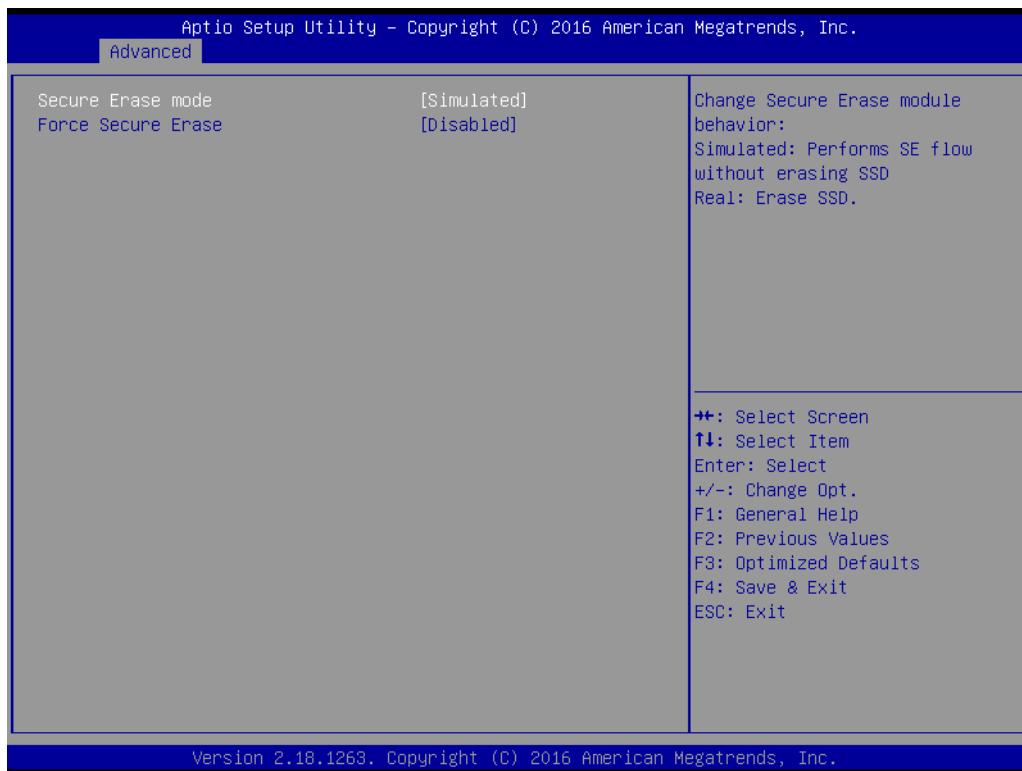 Aptio Setup Utility – Copyright (C) 2016 American Megatrends, Inc.
Advanced
Secure Erase mode [Simulated]
Force Secure Erase [Disabled]
Change Secure Erase module
behavior:
Simulated: Performs SE flow
without erasing SSD
Real: Erase SSD.
→←: Select Screen
↑↓: Select Item
Enter: Select
+/-: Change Opt.
F1: General Help
F2: Previous Values
F3: Optimized Defaults
F4: Save & Exit
ESC: Exit
Version 2.18.1263. Copyright (C) 2016 American Megatrends, Inc.